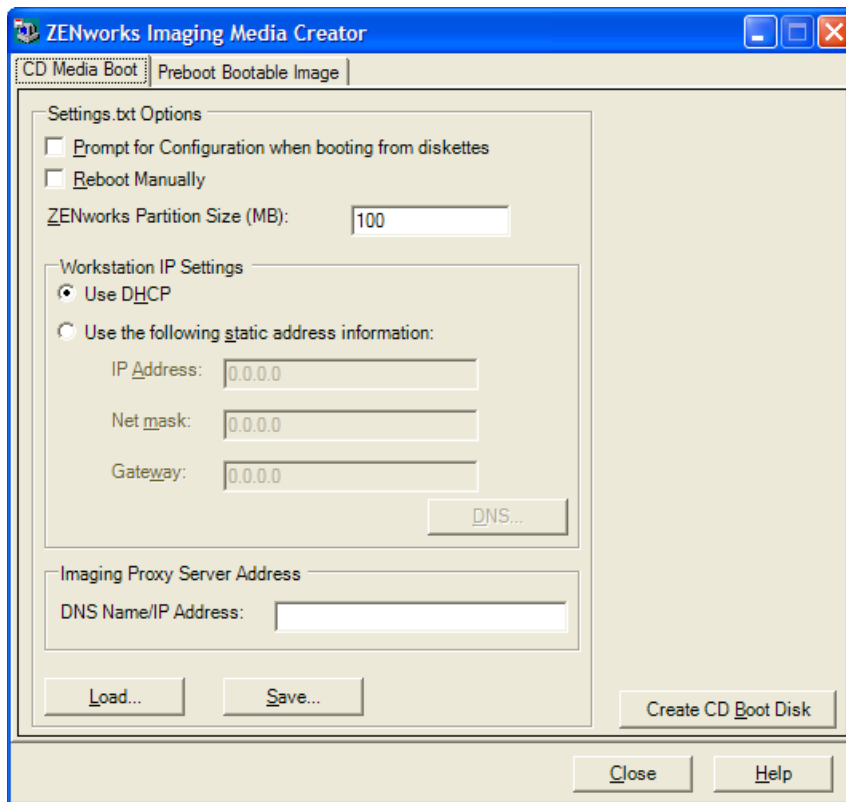 ZENworks Imaging Media Creator
CD Media Boot
Preboot Bootable Image
Settings.txt Options
Prompt for Configuration when booting from diskettes
Reboot Manually
ZENworks Partition Size (MB):
100
Workstation IP Settings
Use DHCP
Use the following static address information:
IP Address:
0.0.0.0
Net mask:
0.0.0.0
Gateway:
0.0.0.0
DNS...
Imaging Proxy Server Address
DNS Name/IP Address:
Load...
Save...
Create CD Boot Disk
Close
Help